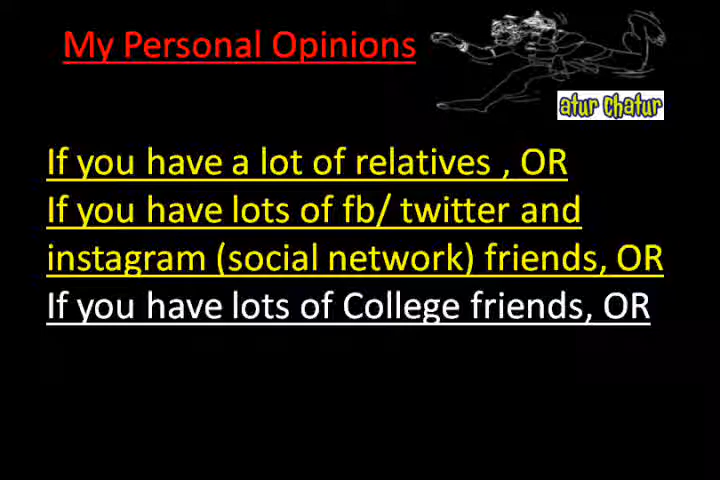 My Personal Opinions
atur chatur
If you have a lot of relatives , OR
If you have lots of fb/ twitter and
instagram (social network) friends, OR
If you have lots of College friends, OR